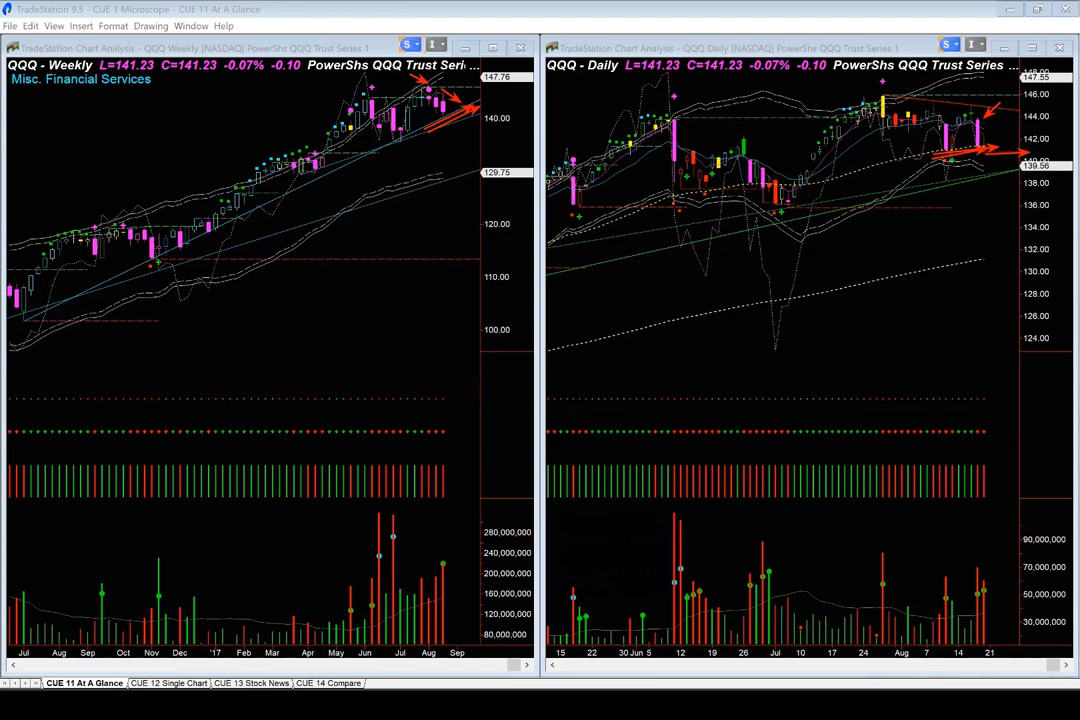 TradeStation 9.5 - CUE 1 Microscope - CUE 11 At A Glance
File Edit View Insert Format Drawing Window Help
TradeStation Chart Analysis - QQQ Weekly [NASDAQ] PowerShs QQQ Trust Series 1
S I
QQQ - Weekly L=141.23 C=141.23 -0.07% -0.10 PowerShs QQQ Trust Seri ...
Misc. Financial Services
147.76
140.00
129.75
120.00
110.00
100.00
280,000,000
240,000,000
200,000,000
160,000,000
120,000,000
80,000,000
Jul Aug Sep Oct Nov Dec '17 Feb Mar Apr May Jun Jul Aug Sep
TradeStation Chart Analysis - QQQ Daily [NASDAQ] PowerShs QQQ Trust Series 1
S I
QQQ - Daily L=141.23 C=141.23 -0.07% -0.10 PowerShs QQQ Trust Series ...
147.55
146.00
144.00
142.00
139.56
138.00
136.00
134.00
132.00
130.00
128.00
126.00
124.00
90,000,000
70,000,000
50,000,000
30,000,000
15 22 30 Jun 5 12 19 26 Jul 10 17 24 Aug 7 14 21
CUE 11 At A Glance CUE 12 Single Chart CUE 13 Stock News CUE 14 Compare